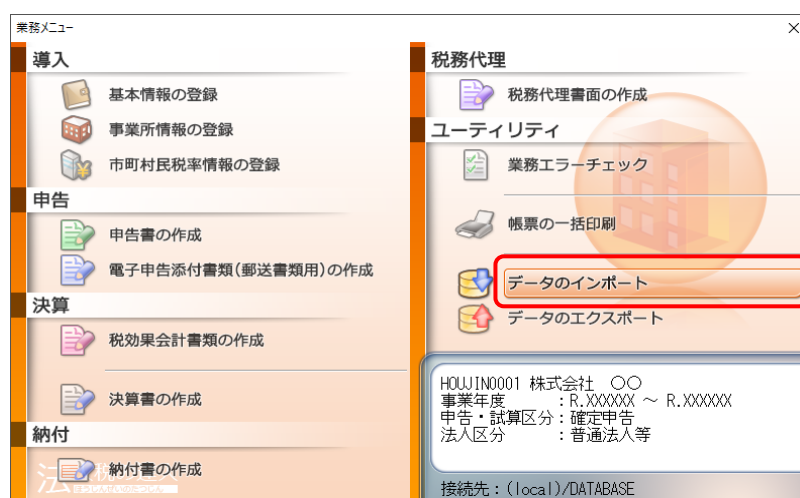 業務メニュー
導入
基本情報の登録
事業所情報の登録
市町村民税率情報の登録
申告
申告書の作成
電子申告添付書類(郵送書類用)の作成
決算
税効果会計書類の作成
決算書の作成
納付
納付書の作成
税務代理
税務代理書面の作成
ユーティリティ
業務エラーチェック
帳票の一括印刷
データのインポート
データのエクスポート
HOUJIN0001 株式会社 〇〇
事業年度 :R.XXXXXX ～ R.XXXXXX
申告・試算区分:確定申告
法人区分 :普通法人等
接続先:(local)/DATABASE